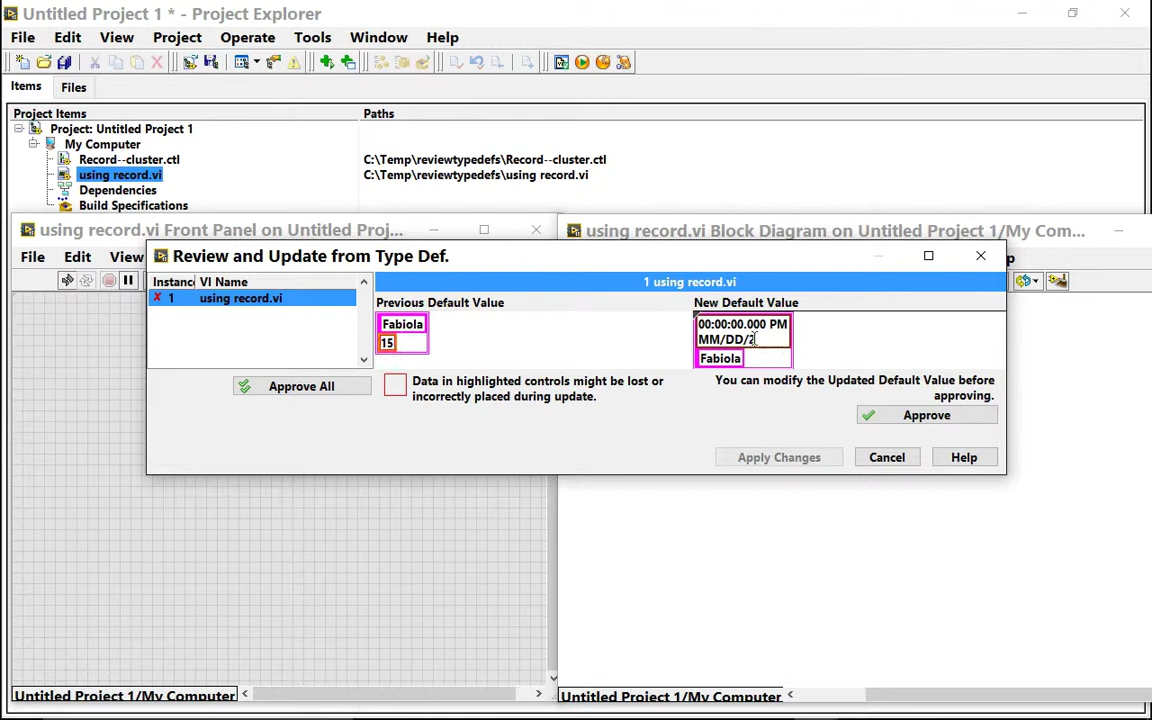 Untitled Project 1 * - Project Explorer
File Edit View Project Operate Tools Window Help
Items Files
Project Items Paths
Project: Untitled Project 1
My Computer
Record--cluster.ctl C:\Temp\reviewtypedefs\Record--cluster.ctl
using record.vi C:\Temp\reviewtypedefs\using record.vi
Dependencies
Build Specifications
using record.vi Front Panel on Untitled Proj...
using record.vi Block Diagram on Untitled Project 1/My Com...
File Edit View
Review and Update from Type Def.
Instanc VI Name
1 using record.vi
1 using record.vi
Previous Default Value New Default Value
Fabiola
15
00:00:00.000 PM
MM/DD/2
Fabiola
Approve All
Data in highlighted controls might be lost or
incorrectly placed during update.
You can modify the Updated Default Value before
approving.
Approve
Apply Changes Cancel Help
Untitled Project 1/My Computer
Untitled Project 1/My Computer